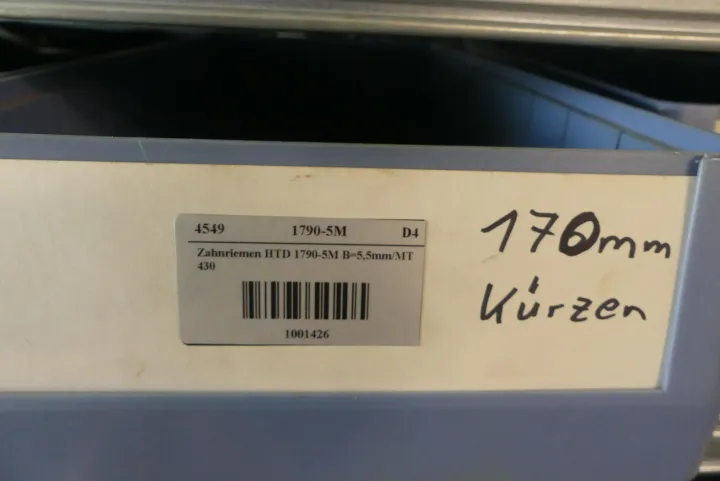 4549 1790-5M D4
Zahnriemen HTD 1790-5M B=5,5mm/MT
430
1001426
170mm
Kürzen